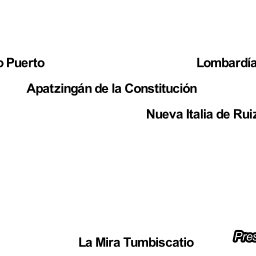 o Puerto
Lombardía
Apatzingán de la Constitución
Nueva Italia de Ruiz
La Mira Tumbiscatio
Pres